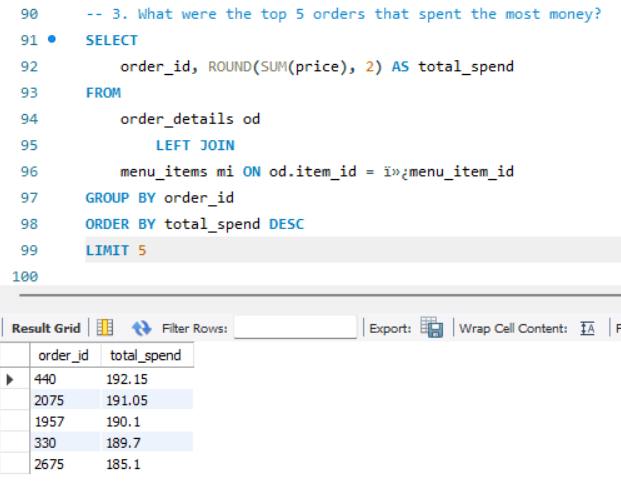 90 -- 3. What were the top 5 orders that spent the most money?
91 SELECT
92 order_id, ROUND(SUM(price), 2) AS total_spend
93 FROM
94 order_details od
95 LEFT JOIN
96 menu_items mi ON od.item_id = ï»¿menu_item_id
97 GROUP BY order_id
98 ORDER BY total_spend DESC
99 LIMIT 5
100
Result Grid Filter Rows: Export: Wrap Cell Content: IA F
order_id total_spend
440 192.15
2075 191.05
1957 190.1
330 189.7
2675 185.1